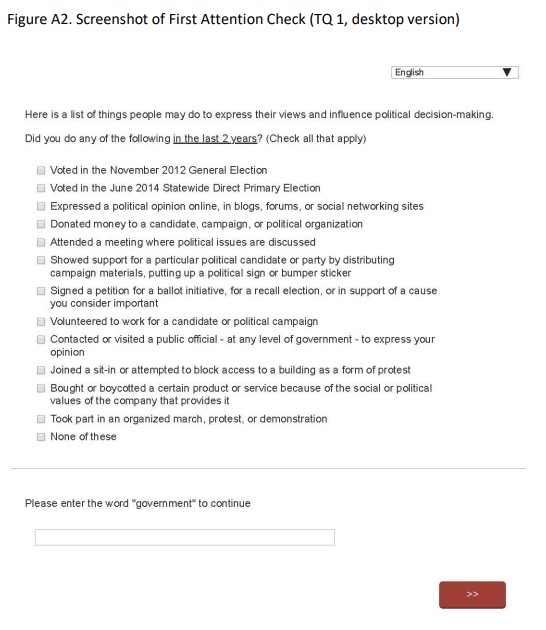 Figure A2. Screenshot of First Attention Check (TQ 1, desktop version)
English
Here is a list of things people may do to express their views and influence political decision-making.
Did you do any of the following in the last 2 years? (Check all that apply)
Voted in the November 2012 General Election
Voted in the June 2014 Statewide Direct Primary Election
Expressed a political opinion online, in blogs, forums, or social networking sites
Donated money to a candidate, campaign, or political organization
Attended a meeting where political issues are discussed
Showed support for a particular political candidate or party by distributing
campaign materials, putting up a political sign or bumper sticker
Signed a petition for a ballot initiative, for a recall election, or in support of a cause
you consider important
Volunteered to work for a candidate or political campaign
Contacted or visited a public official - at any level of government - to express your
opinion
Joined a sit-in or attempted to block access to a building as a form of protest
Bought or boycotted a certain product or service because of the social or political
values of the company that provides it
Took part in an organized march, protest, or demonstration
None of these
Please enter the word "government" to continue
>>